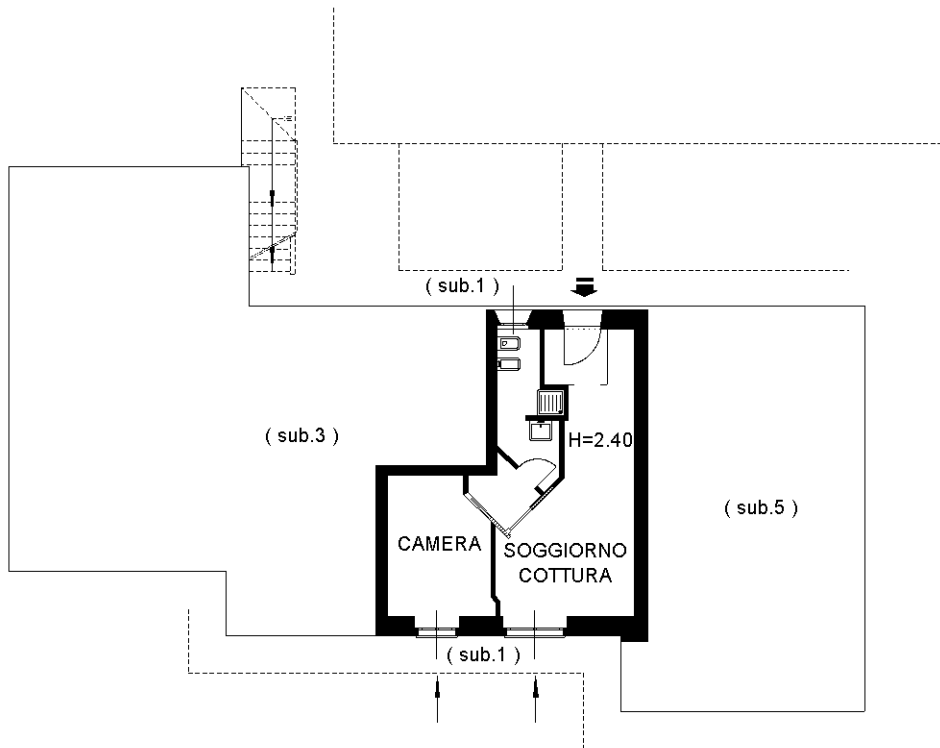 ( sub.1 )
( sub.3 )
H=2.40
( sub.5 )
CAMERA
SOGGIORNO
COTTURA
( sub.1 )